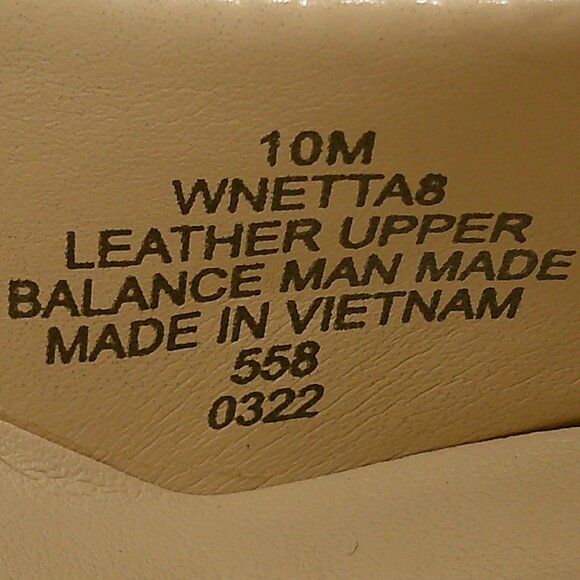 10M
WNETTA8
LEATHER UPPER
BALANCE MAN MADE
MADE IN VIETNAM
558
0322